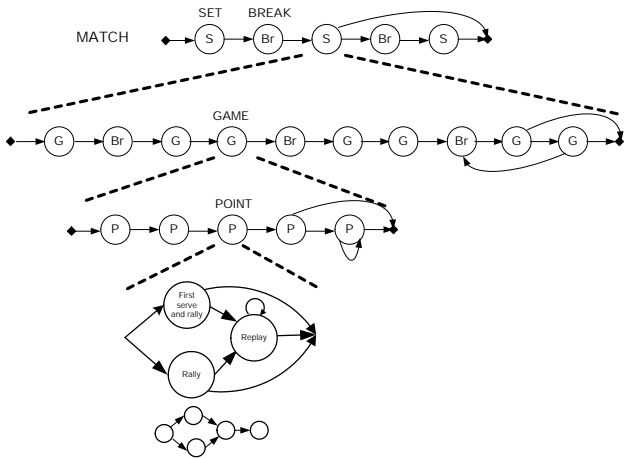 SET BREAK
MATCH S Br S Br S
GAME
G Br G G Br G G Br G G
POINT
P P P P P
First
serve
and rally
Replay
Rally